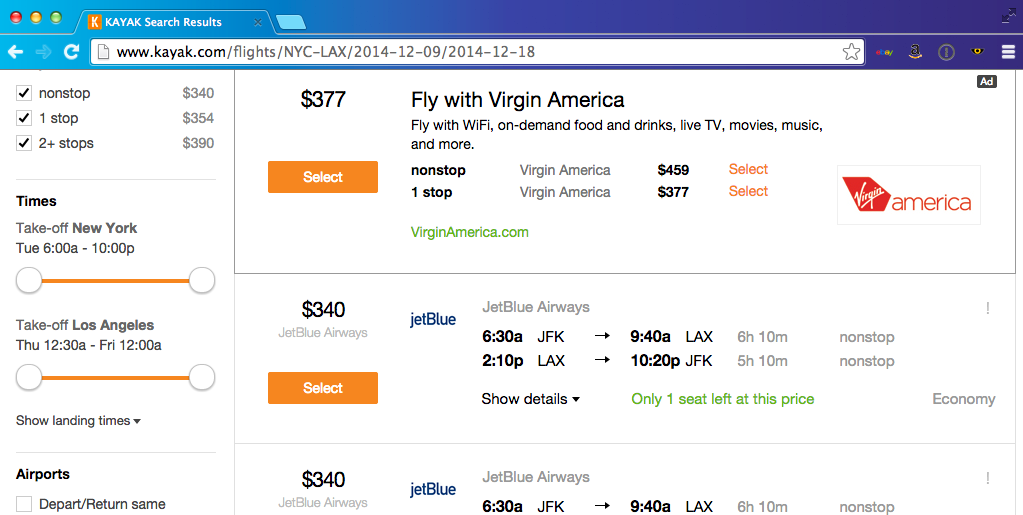 KAYAK Search Results
www.kayak.com/flights/NYC-LAX/2014-12-09/2014-12-18
nonstop $340
1 stop $354
2+ stops $390
Times
Take-off New York
Tue 6:00a - 10:00p
Take-off Los Angeles
Thu 12:30a - Fri 12:00a
Show landing times
Airports
Depart/Return same
Ad
$377
Select
Fly with Virgin America
Fly with WiFi, on-demand food and drinks, live TV, movies, music,
and more.
nonstop Virgin America $459 Select
1 stop Virgin America $377 Select
VirginAmerica.com
Virgin america
$340
JetBlue Airways
Select
jetBlue
JetBlue Airways !
6:30a JFK → 9:40a LAX 6h 10m nonstop
2:10p LAX → 10:20p JFK 5h 10m nonstop
Show details Only 1 seat left at this price Economy
$340
JetBlue Airways
jetBlue
JetBlue Airways !
6:30a JFK → 9:40a LAX 6h 10m nonstop